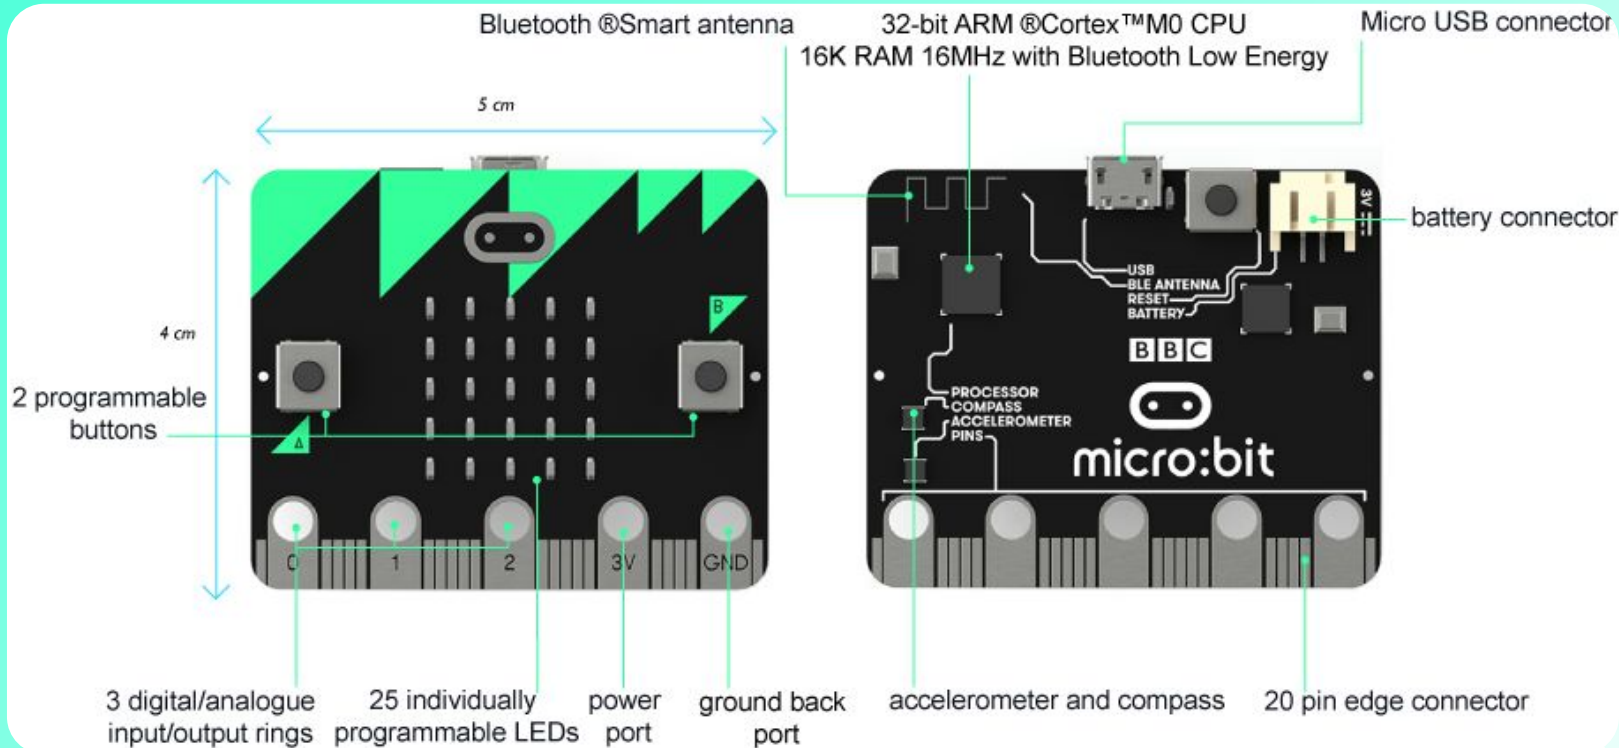 Bluetooth ®Smart antenna
32-bit ARM ®Cortex™M0 CPU
16K RAM 16MHz with Bluetooth Low Energy
Micro USB connector
5 cm
4 cm
battery connector
3V
B
USB
BLE ANTENNA
RESET
BATTERY
BBC
2 programmable
buttons
A
PROCESSOR
COMPASS
ACCELEROMETER
PINS
micro:bit
0
1
2
3V
GND
3 digital/analogue
input/output rings
25 individually
programmable LEDs
power
port
ground back
port
accelerometer and compass
20 pin edge connector